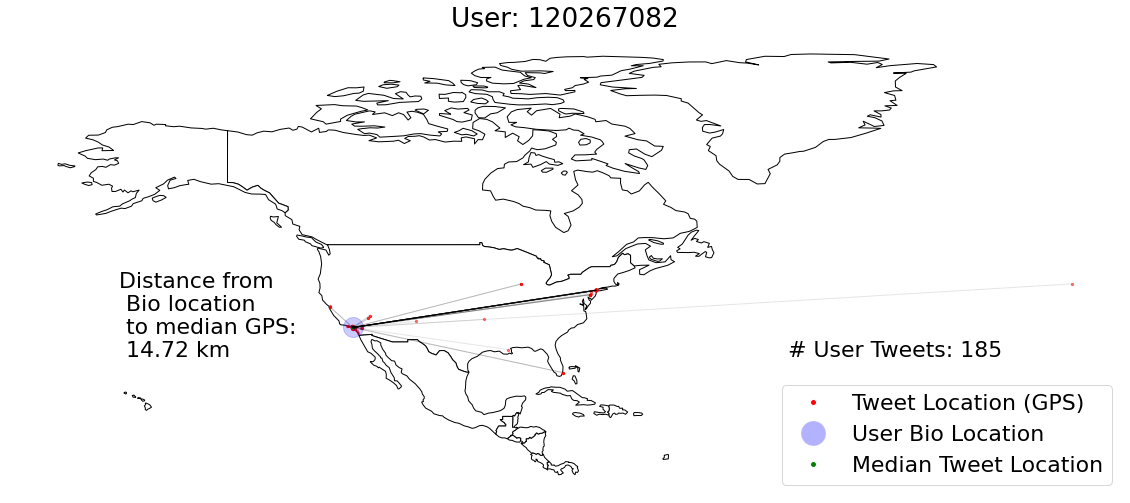 User: 120267082
Distance from
Bio location
to median GPS:
14.72 km
# User Tweets: 185
Tweet Location (GPS)
User Bio Location
Median Tweet Location